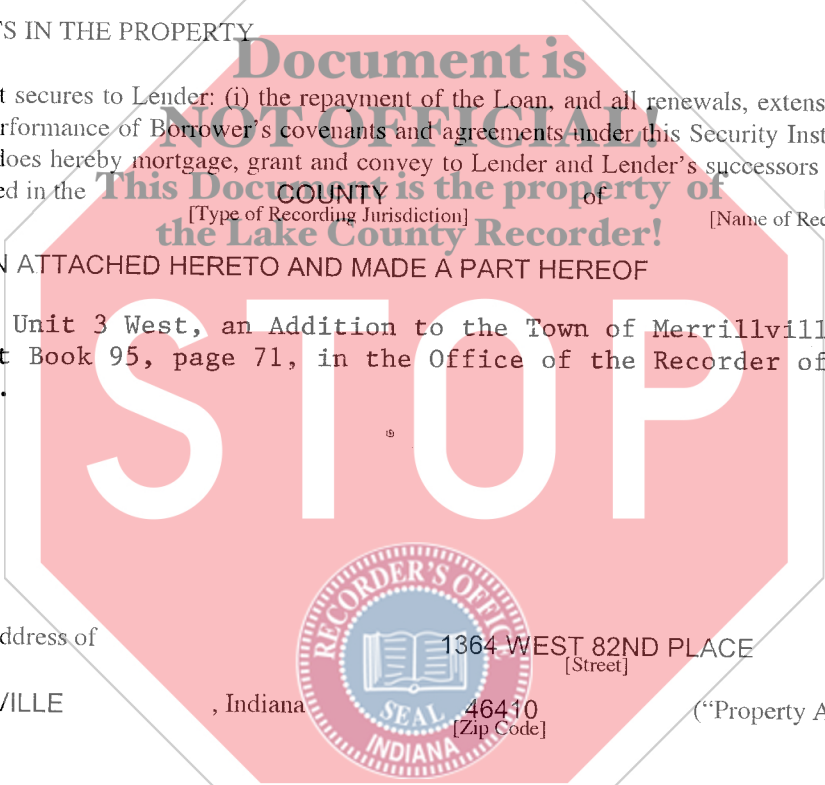 TS IN THE PROPERTY
Document is
t secures to Lender: (i) the repayment of the Loan, and all renewals, extens
NOT OFFICIAL!
rformance of Borrower's covenants and agreements under this Security Inst
does hereby mortgage, grant and convey to Lender and Lender's successors
ed in the COUNTY of
This Document is the property of
[Type of Recording Jurisdiction] [Name of Rec
the Lake County Recorder!
N ATTACHED HERETO AND MADE A PART HEREOF
Unit 3 West, an Addition to the Town of Merrillvill
t Book 95, page 71, in the Office of the Recorder of
.
STOP
RECORDER'S OFFICE
SEAL
INDIANA
ddress of 1364 WEST 82ND PLACE
[Street]
VILLE , Indiana 46410 ("Property A
[Zip Code]